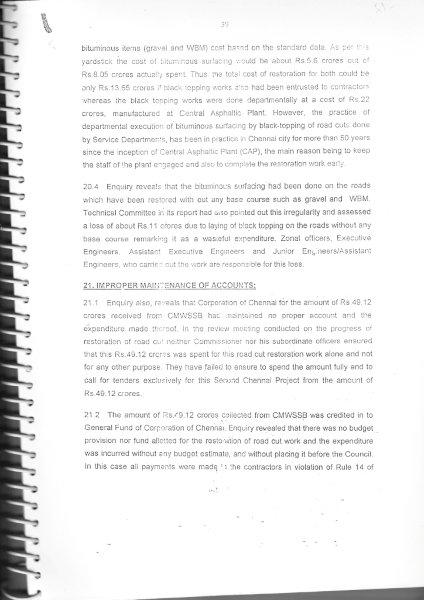 39
bituminous items (gravel and WBM) cost based on the standard data. As per this
yardstick the cost of bituminous surfacing would be about Rs.5.6 crores out of
Rs.8.05 crores actually spent. Thus the total cost of restoration for both could be
only Rs.13.65 crores if black topping works also had been entrusted to contractors
whereas the black topping works were done departmentally at a cost of Rs.22
crores, manufactured at Central Asphaltic Plant. However, the practice of
departmental execution of bituminous surfacing by black-topping of road cuts done
by Service Departments, has been in practice in Chennai city for more than 50 years
since the inception of Central Asphaltic Plant (CAP), the main reason being to keep
the staff of the plant engaged and also to complete the restoration work early.
20.4 Enquiry reveals that the bituminous surfacing had been done on the roads
which have been restored with out any base course such as gravel and WBM.
Technical Committee in its report had also pointed out this irregularity and assessed
a loss of about Rs.11 crores due to laying of black topping on the roads without any
base course remarking it as a wasteful expenditure. Zonal officers, Executive
Engineers, Assistant Executive Engineers and Junior Engineers/Assistant
Engineers, who carried out the work are responsible for this loss.
21. IMPROPER MAINTENANCE OF ACCOUNTS:
21.1 Enquiry also, reveals that Corporation of Chennai for the amount of Rs.49.12
crores received from CMWSSB has maintained no proper account and the
expenditure made thereof. In the review meeting conducted on the progress of
restoration of road cut neither Commissioner nor his subordinate officers ensured
that this Rs.49.12 crores was spent for this road cut restoration work alone and not
for any other purpose. They have failed to ensure to spend the amount fully and to
call for tenders exclusively for this Second Chennai Project from the amount of
Rs.49.12 crores.
21.2 The amount of Rs.49.12 crores collected from CMWSSB was credited in to
General Fund of Corporation of Chennai. Enquiry revealed that there was no budget
provision nor fund allotted for the restoration of road cut work and the expenditure
was incurred without any budget estimate, and without placing it before the Council.
In this case all payments were made to the contractors in violation of Rule 14 of